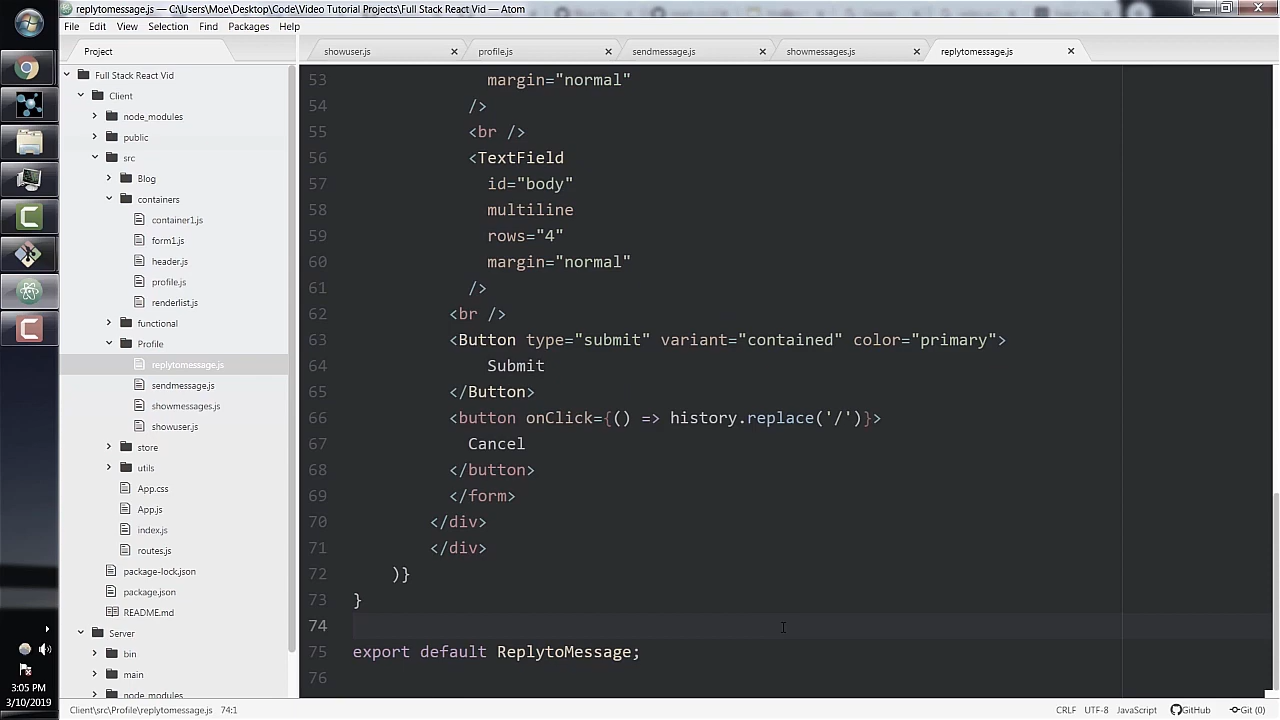 replytomessage.js — C:\Users\Moe\Desktop\Code\Video Tutorial Projects\Full Stack React Vid — Atom
File Edit View Selection Find Packages Help
Project
showuser.js
profile.js
sendmessage.js
showmessages.js
replytomessage.js
Full Stack React Vid
Client
node_modules
public
src
Blog
containers
container1.js
form1.js
header.js
profile.js
renderlist.js
functional
Profile
replytomessage.js
sendmessage.js
showmessages.js
showuser.js
store
utils
App.css
App.js
index.js
routes.js
package-lock.json
package.json
README.md
Server
bin
main
node_modules
53 margin="normal"
54 />
55 <br />
56 <TextField
57 id="body"
58 multiline
59 rows="4"
60 margin="normal"
61 />
62 <br />
63 <Button type="submit" variant="contained" color="primary">
64 Submit
65 </Button>
66 <button onClick={() => history.replace('/')}>
67 Cancel
68 </button>
69 </form>
70 </div>
71 </div>
72 )}
73 }
74
75 export default ReplytoMessage;
76
3:05 PM
3/10/2019
Client\src\Profile\replytomessage.js 74:1
CRLF UTF-8 JavaScript GitHub Git (0)